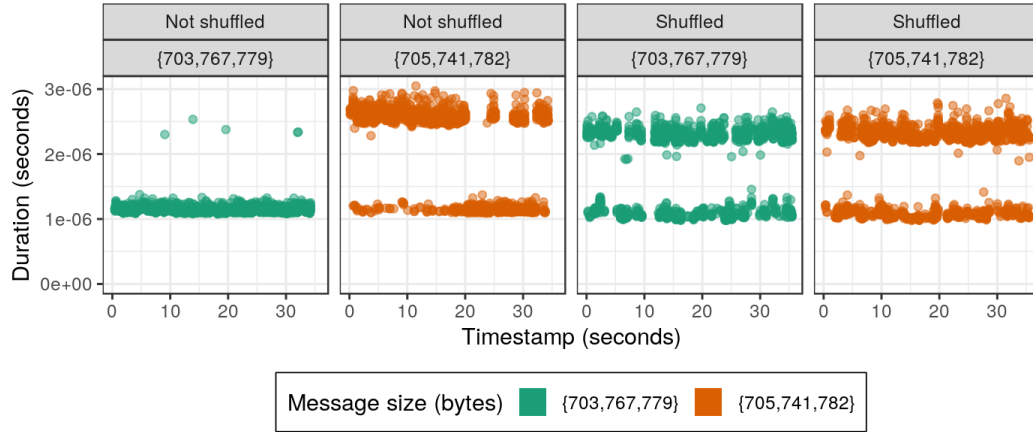 Not shuffled Not shuffled Shuffled Shuffled
{703,767,779} {705,741,782} {703,767,779} {705,741,782}
Duration (seconds)
3e-06
2e-06
1e-06
0e+00
0 10 20 30 0 10 20 30 0 10 20 30 0 10 20 30
Timestamp (seconds)
Message size (bytes) {703,767,779} {705,741,782}